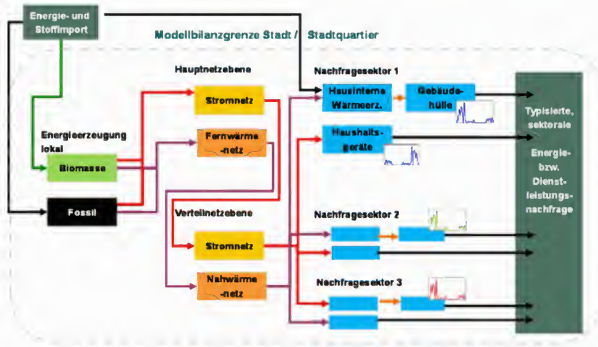 Energie- und
Stoffimport
Modellbilanzgrenze Stadt / Stadtquartier
Hauptnetzebene
Nachfragesektor 1
Stromnetz
Hausinterne
Wärmeerz.
Gebäude-
hülle
Energieerzeugung
lokal
Fernwärme
-netz
Haushalts-
geräte
Biomasse
Fossil
Verteilnetzebene
Stromnetz
Nahwärme
-netz
Nachfragesektor 2
Nachfragesektor 3
Typisierte,
sektorale
Energie-
bzw.
Dienst-
leistungs-
nachfrage